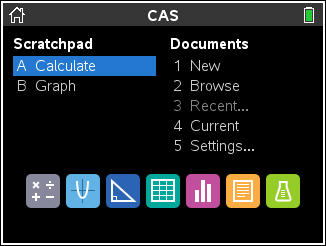 CAS
Scratchpad
A Calculate
B Graph
Documents
1 New
2 Browse
3 Recent...
4 Current
5 Settings...